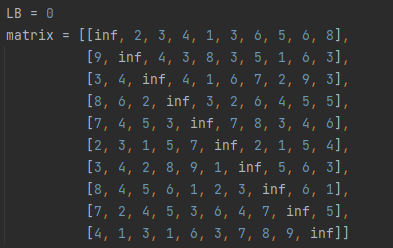 LB = 0
matrix = [[inf, 2, 3, 4, 1, 3, 6, 5, 6, 8],
[9, inf, 4, 3, 8, 3, 5, 1, 6, 3],
[3, 4, inf, 4, 1, 6, 7, 2, 9, 3],
[8, 6, 2, inf, 3, 2, 6, 4, 5, 5],
[7, 4, 5, 3, inf, 7, 8, 3, 4, 6],
[2, 3, 1, 5, 7, inf, 2, 1, 5, 4],
[3, 4, 2, 8, 9, 1, inf, 5, 6, 3],
[8, 4, 5, 6, 1, 2, 3, inf, 6, 1],
[7, 2, 4, 5, 3, 6, 4, 7, inf, 5],
[4, 1, 3, 1, 6, 3, 7, 8, 9, inf]]